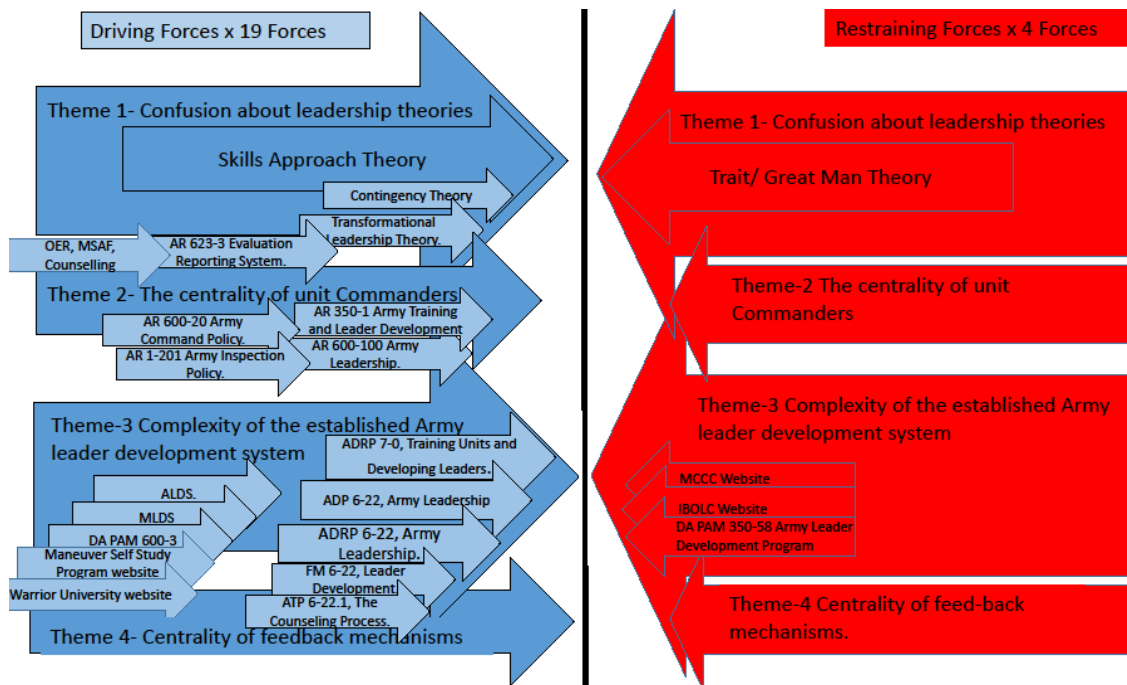 Driving Forces x 19 Forces
Theme 1- Confusion about leadership theories
Skills Approach Theory
Contingency Theory
Transformational
Leadership Theory.
OER, MSAF,
Counselling
AR 623-3 Evaluation
Reporting System.
Theme 2- The centrality of unit Commanders
AR 600-20 Army
Command Policy.
AR 350-1 Army Training
and Leader Development
AR 1-201 Army Inspection
Policy.
AR 600-100 Army
Leadership.
Theme-3 Complexity of the established Army
leader development system
ADRP 7-0, Training Units and
Developing Leaders.
ALDS.
MLDS
DA PAM 600-3
Maneuver Self Study
Program website
Warrior University website
ADP 6-22, Army Leadership
ADRP 6-22, Army
Leadership.
FM 6-22, Leader
Development
ATP 6-22.1, The
Counseling Process.
Theme 4- Centrality of feedback mechanisms
Restraining Forces x 4 Forces
Theme 1- Confusion about leadership theories
Trait/ Great Man Theory
Theme-2 The centrality of unit
Commanders
Theme-3 Complexity of the established Army
leader development system
MCCC Website
IBOLC Website
DA PAM 350-58 Army Leader
Development Program
Theme-4 Centrality of feed-back
mechanisms.